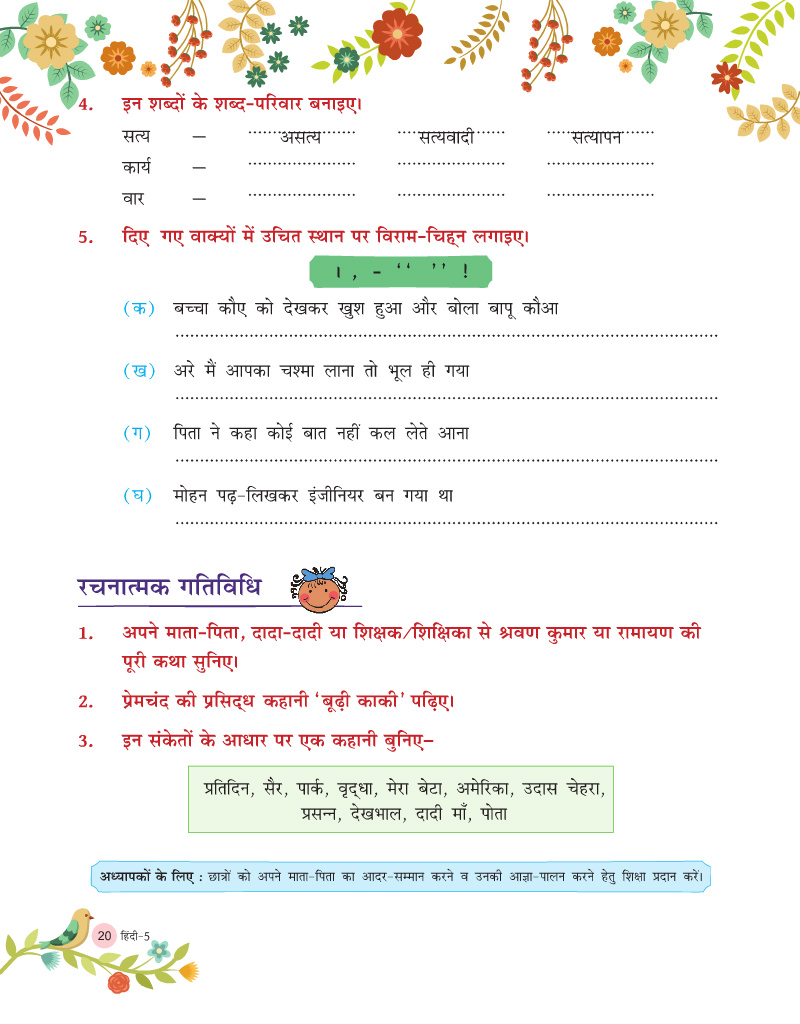 4. इन शब्दों के शब्द-परिवार बनाइए।
सत्य – असत्य सत्यवादी सत्यापन
कार्य – ........................ ........................ ........................
वार – ........................ ........................ ........................
5. दिए गए वाक्यों में उचित स्थान पर विराम-चिह्न लगाइए।
। , - ‘‘ ’’ !
(क) बच्चा कौए को देखकर खुश हुआ और बोला बापू कौआ
(ख) अरे मैं आपका चश्मा लाना तो भूल ही गया
(ग) पिता ने कहा कोई बात नहीं कल लेते आना
(घ) मोहन पढ़-लिखकर इंजीनियर बन गया था
रचनात्मक गतिविधि
1. अपने माता-पिता, दादा-दादी या शिक्षक/शिक्षिका से श्रवण कुमार या रामायण की
पूरी कथा सुनिए।
2. प्रेमचंद की प्रसिद्ध कहानी ‘बूढ़ी काकी' पढ़िए।
3. इन संकेतों के आधार पर एक कहानी बुनिए–
प्रतिदिन, सैर, पार्क, वृद्धा, मेरा बेटा, अमेरिका, उदास चेहरा,
प्रसन्न, देखभाल, दादी माँ, पोता
अध्यापकों के लिए : छात्रों को अपने माता-पिता का आदर-सम्मान करने व उनकी आज्ञा-पालन करने हेतु शिक्षा प्रदान करें।
20 हिंदी-5